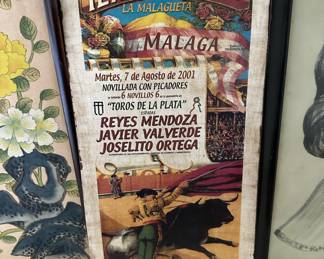 LA MALAGUETA
MALAGA
Martes, 7 de Agosto de 2001
NOVILLADA CON PICADORES
6 NOVILLOS 6
"TOROS DE LA PLATA"
REYES MENDOZA
JAVIER VALVERDE
JOSELITO ORTEGA